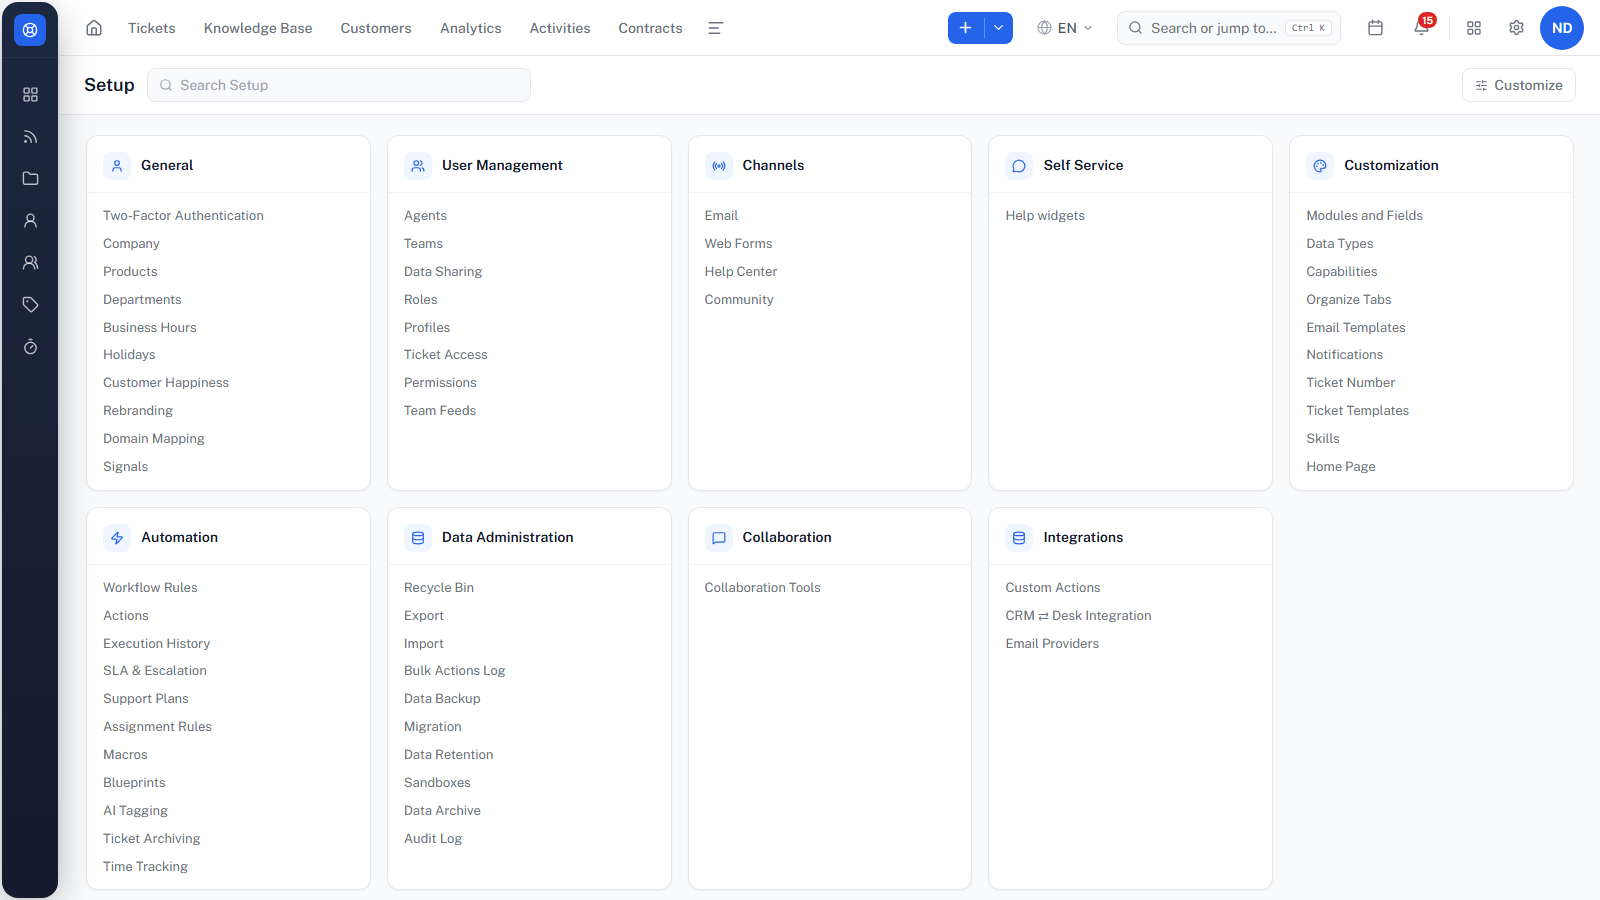 Tickets
Knowledge Base
Customers
Analytics
Activities
Contracts
EN
Search or jump to...
Ctrl K
15
ND
Setup
Search Setup
Customize
General
Two-Factor Authentication
Company
Products
Departments
Business Hours
Holidays
Customer Happiness
Rebranding
Domain Mapping
Signals
User Management
Agents
Teams
Data Sharing
Roles
Profiles
Ticket Access
Permissions
Team Feeds
Channels
Email
Web Forms
Help Center
Community
Self Service
Help widgets
Customization
Modules and Fields
Data Types
Capabilities
Organize Tabs
Email Templates
Notifications
Ticket Number
Ticket Templates
Skills
Home Page
Automation
Workflow Rules
Actions
Execution History
SLA & Escalation
Support Plans
Assignment Rules
Macros
Blueprints
AI Tagging
Ticket Archiving
Time Tracking
Data Administration
Recycle Bin
Export
Import
Bulk Actions Log
Data Backup
Migration
Data Retention
Sandboxes
Data Archive
Audit Log
Collaboration
Collaboration Tools
Integrations
Custom Actions
CRM ⇄ Desk Integration
Email Providers